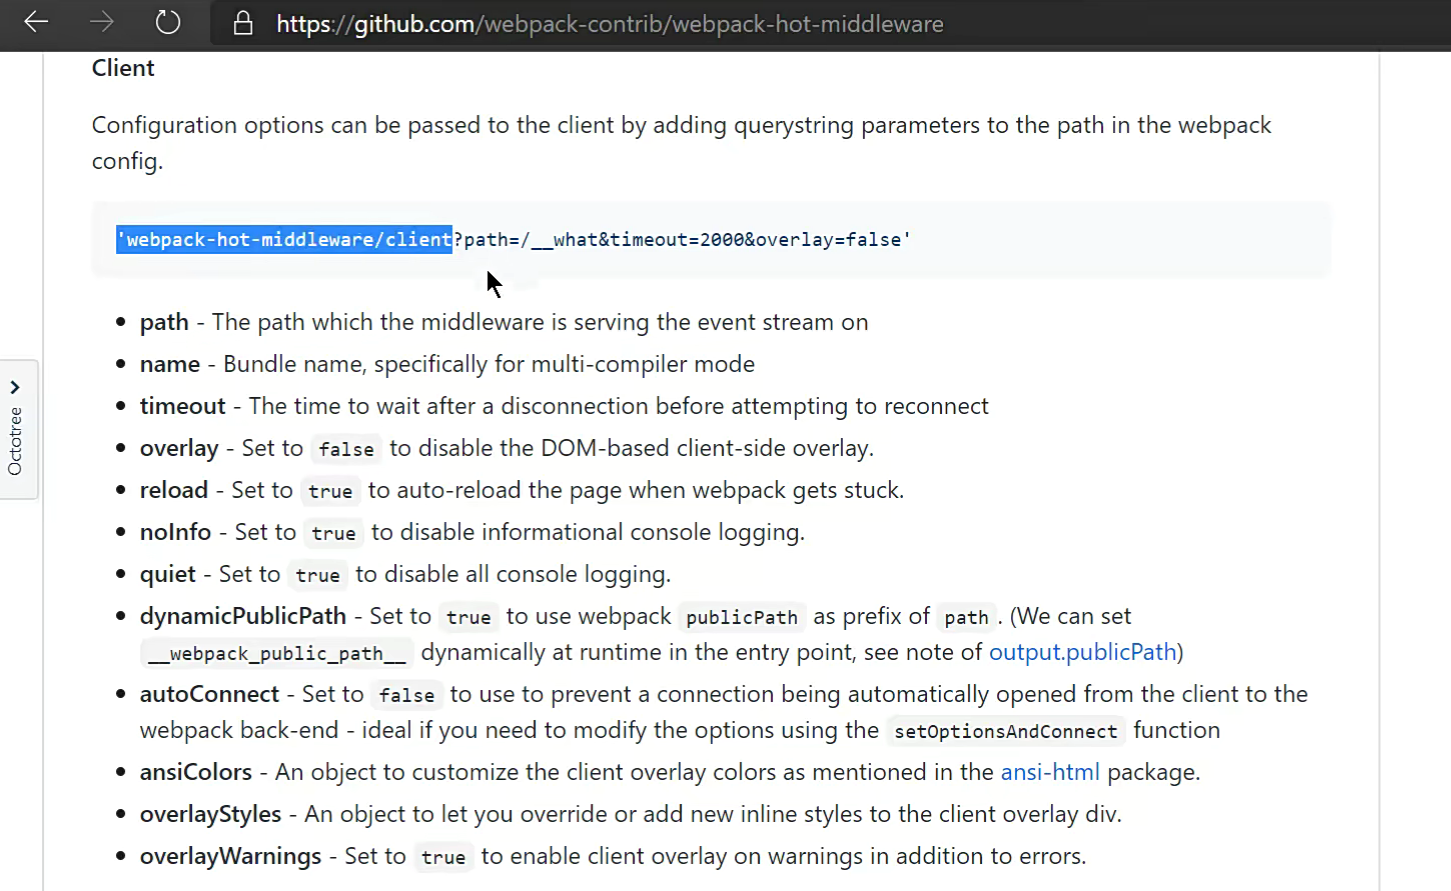 https://github.com/webpack-contrib/webpack-hot-middleware
Client
Configuration options can be passed to the client by adding querystring parameters to the path in the webpack
config.
'webpack-hot-middleware/client?path=/__what&timeout=2000&overlay=false'
• path - The path which the middleware is serving the event stream on
• name - Bundle name, specifically for multi-compiler mode
• timeout - The time to wait after a disconnection before attempting to reconnect
• overlay - Set to false to disable the DOM-based client-side overlay.
• reload - Set to true to auto-reload the page when webpack gets stuck.
• noInfo - Set to true to disable informational console logging.
• quiet - Set to true to disable all console logging.
• dynamicPublicPath - Set to true to use webpack publicPath as prefix of path. (We can set
__webpack_public_path__ dynamically at runtime in the entry point, see note of output.publicPath)
• autoConnect - Set to false to use to prevent a connection being automatically opened from the client to the
webpack back-end - ideal if you need to modify the options using the setOptionsAndConnect function
• ansiColors - An object to customize the client overlay colors as mentioned in the ansi-html package.
• overlayStyles - An object to let you override or add new inline styles to the client overlay div.
• overlayWarnings - Set to true to enable client overlay on warnings in addition to errors.
Octotree